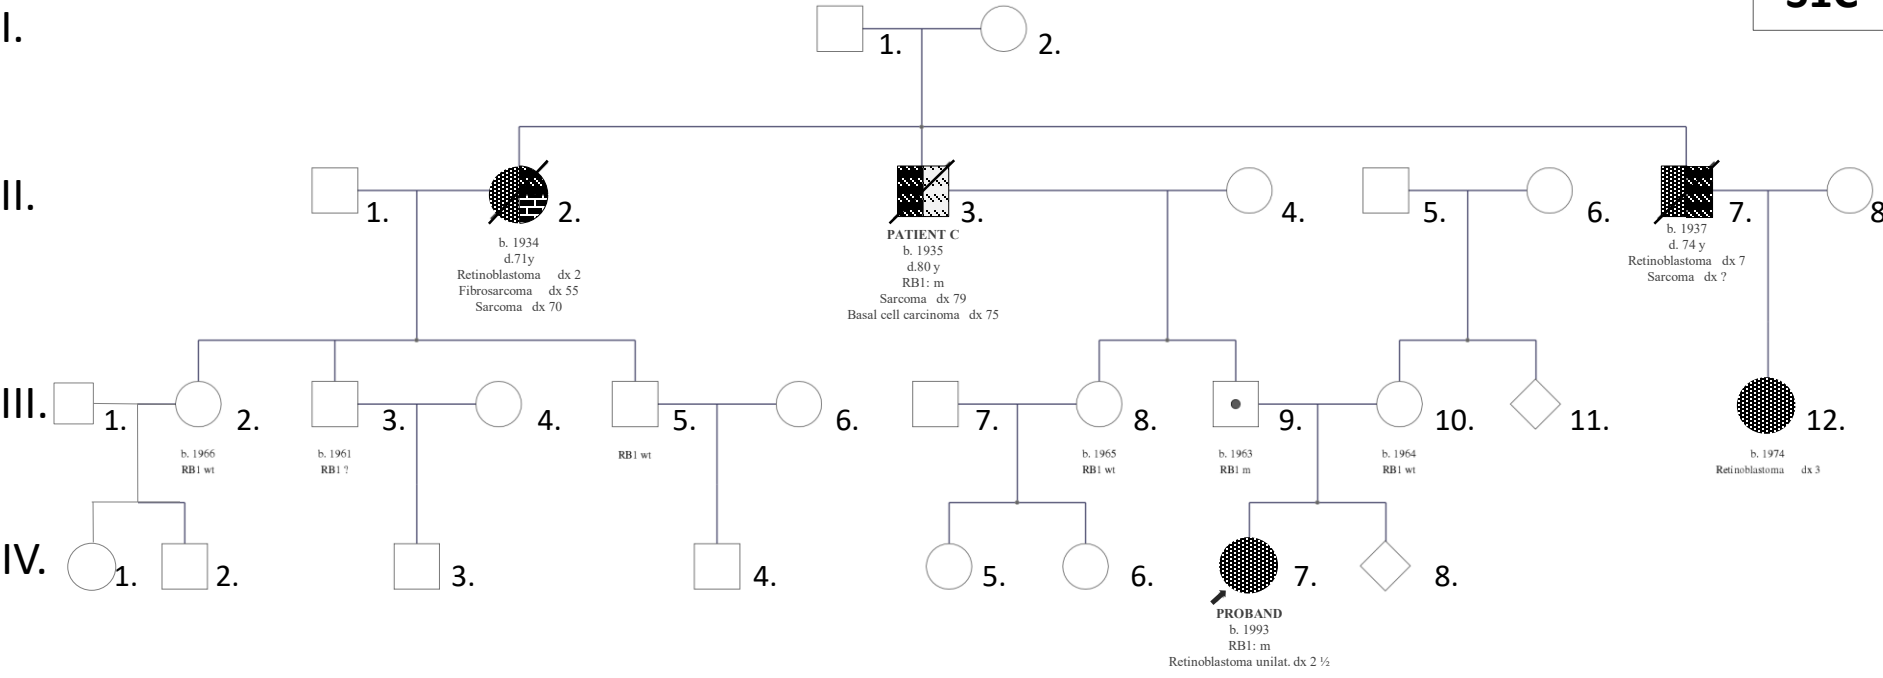 S1C
I.
1.
2.
II.
1.
2.
3.
4.
5.
6.
7.
8
b. 1934
d.71y
Retinoblastoma dx 2
Fibrosarcoma dx 55
Sarcoma dx 70
PATIENT C
b. 1935
d.80 y
RB1: m
Sarcoma dx 79
Basal cell carcinoma dx 75
b. 1937
d. 74 y
Retinoblastoma dx 7
Sarcoma dx ?
III.
1.
2.
3.
4.
5.
6.
7.
8.
9.
10.
11.
12.
b. 1966
RB1 wt
b. 1961
RB1 ?
RB1 wt
b. 1965
RB1 wt
b. 1963
RB1 m
b. 1964
RB1 wt
b. 1974
Retinoblastoma dx 3
IV.
1.
2.
3.
4.
5.
6.
7.
8.
PROBAND
b. 1993
RB1: m
Retinoblastoma unilat. dx 2 ½